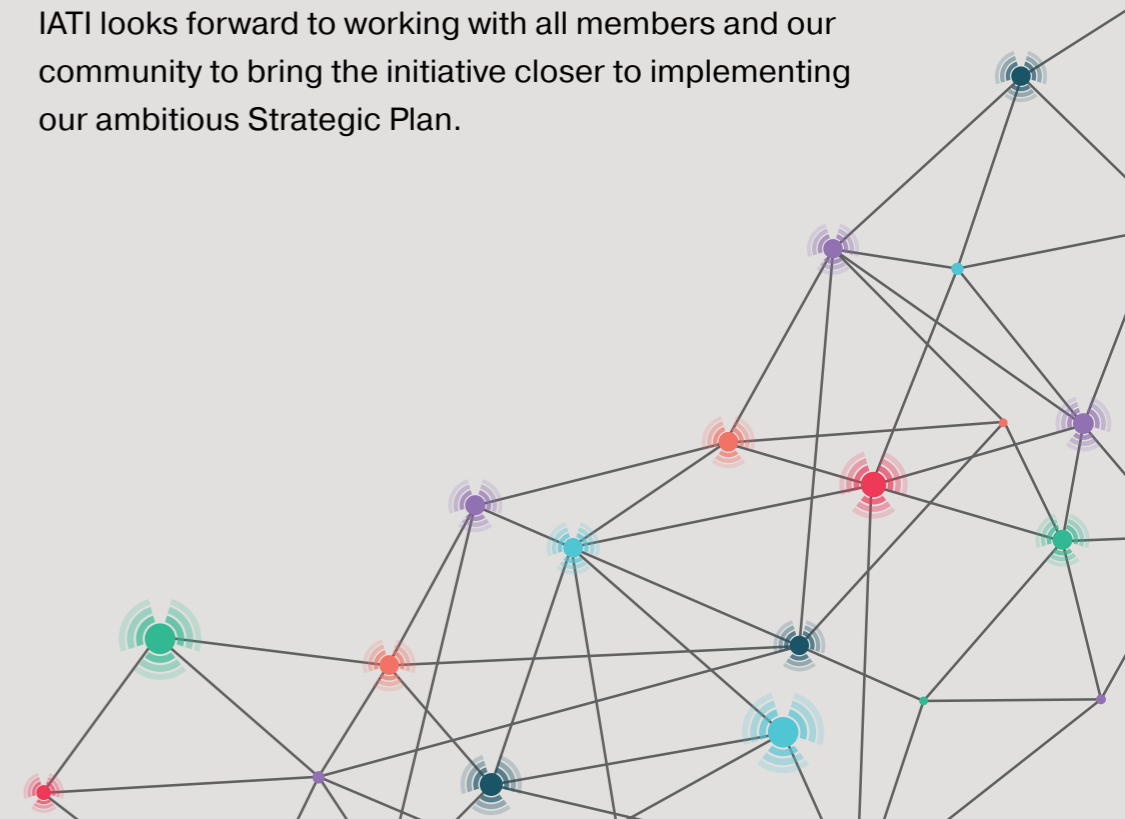 IATI looks forward to working with all members and our
community to bring the initiative closer to implementing
our ambitious Strategic Plan.